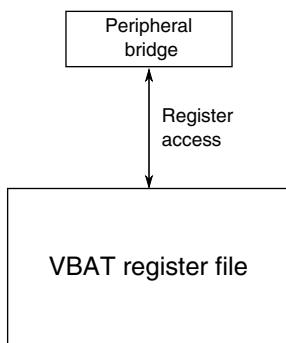 Peripheral
bridge
Register
access
VBAT register file